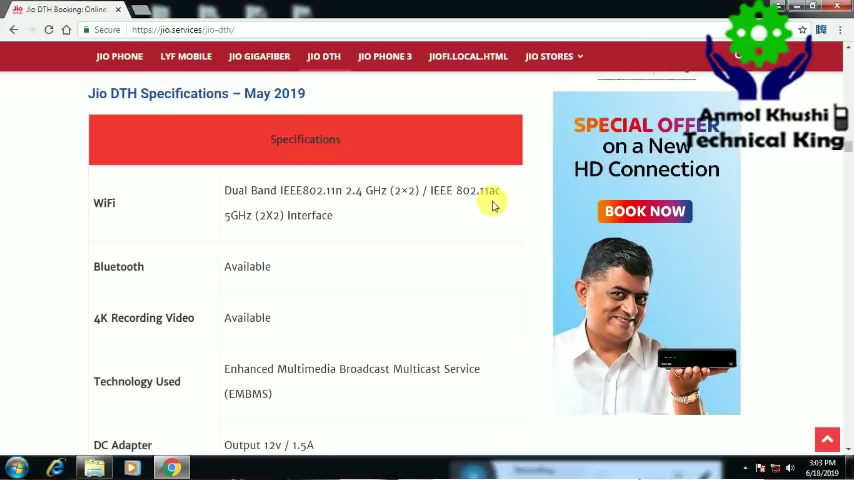 Jio DTH Booking: Online
Secure
https://jio.services/jio-dth/
JIO PHONE
LYF MOBILE
JIO GIGAFIBER
JIO DTH
JIO PHONE 3
JIOFI.LOCAL.HTML
JIO STORES
Jio DTH Specifications – May 2019
Specifications
WiFi
Dual Band IEEE802.11n 2.4 GHz (2×2) / IEEE 802.11ac
5GHz (2X2) Interface
Bluetooth
Available
4K Recording Video
Available
Technology Used
Enhanced Multimedia Broadcast Multicast Service
(EMBMS)
DC Adapter
Output 12v / 1.5A
SPECIAL OFFER
on a New
HD Connection
BOOK NOW
Anmol Khushi
Technical King
3:03 PM
6/18/2019